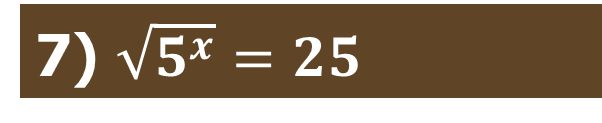 7) √5ˣ = 25